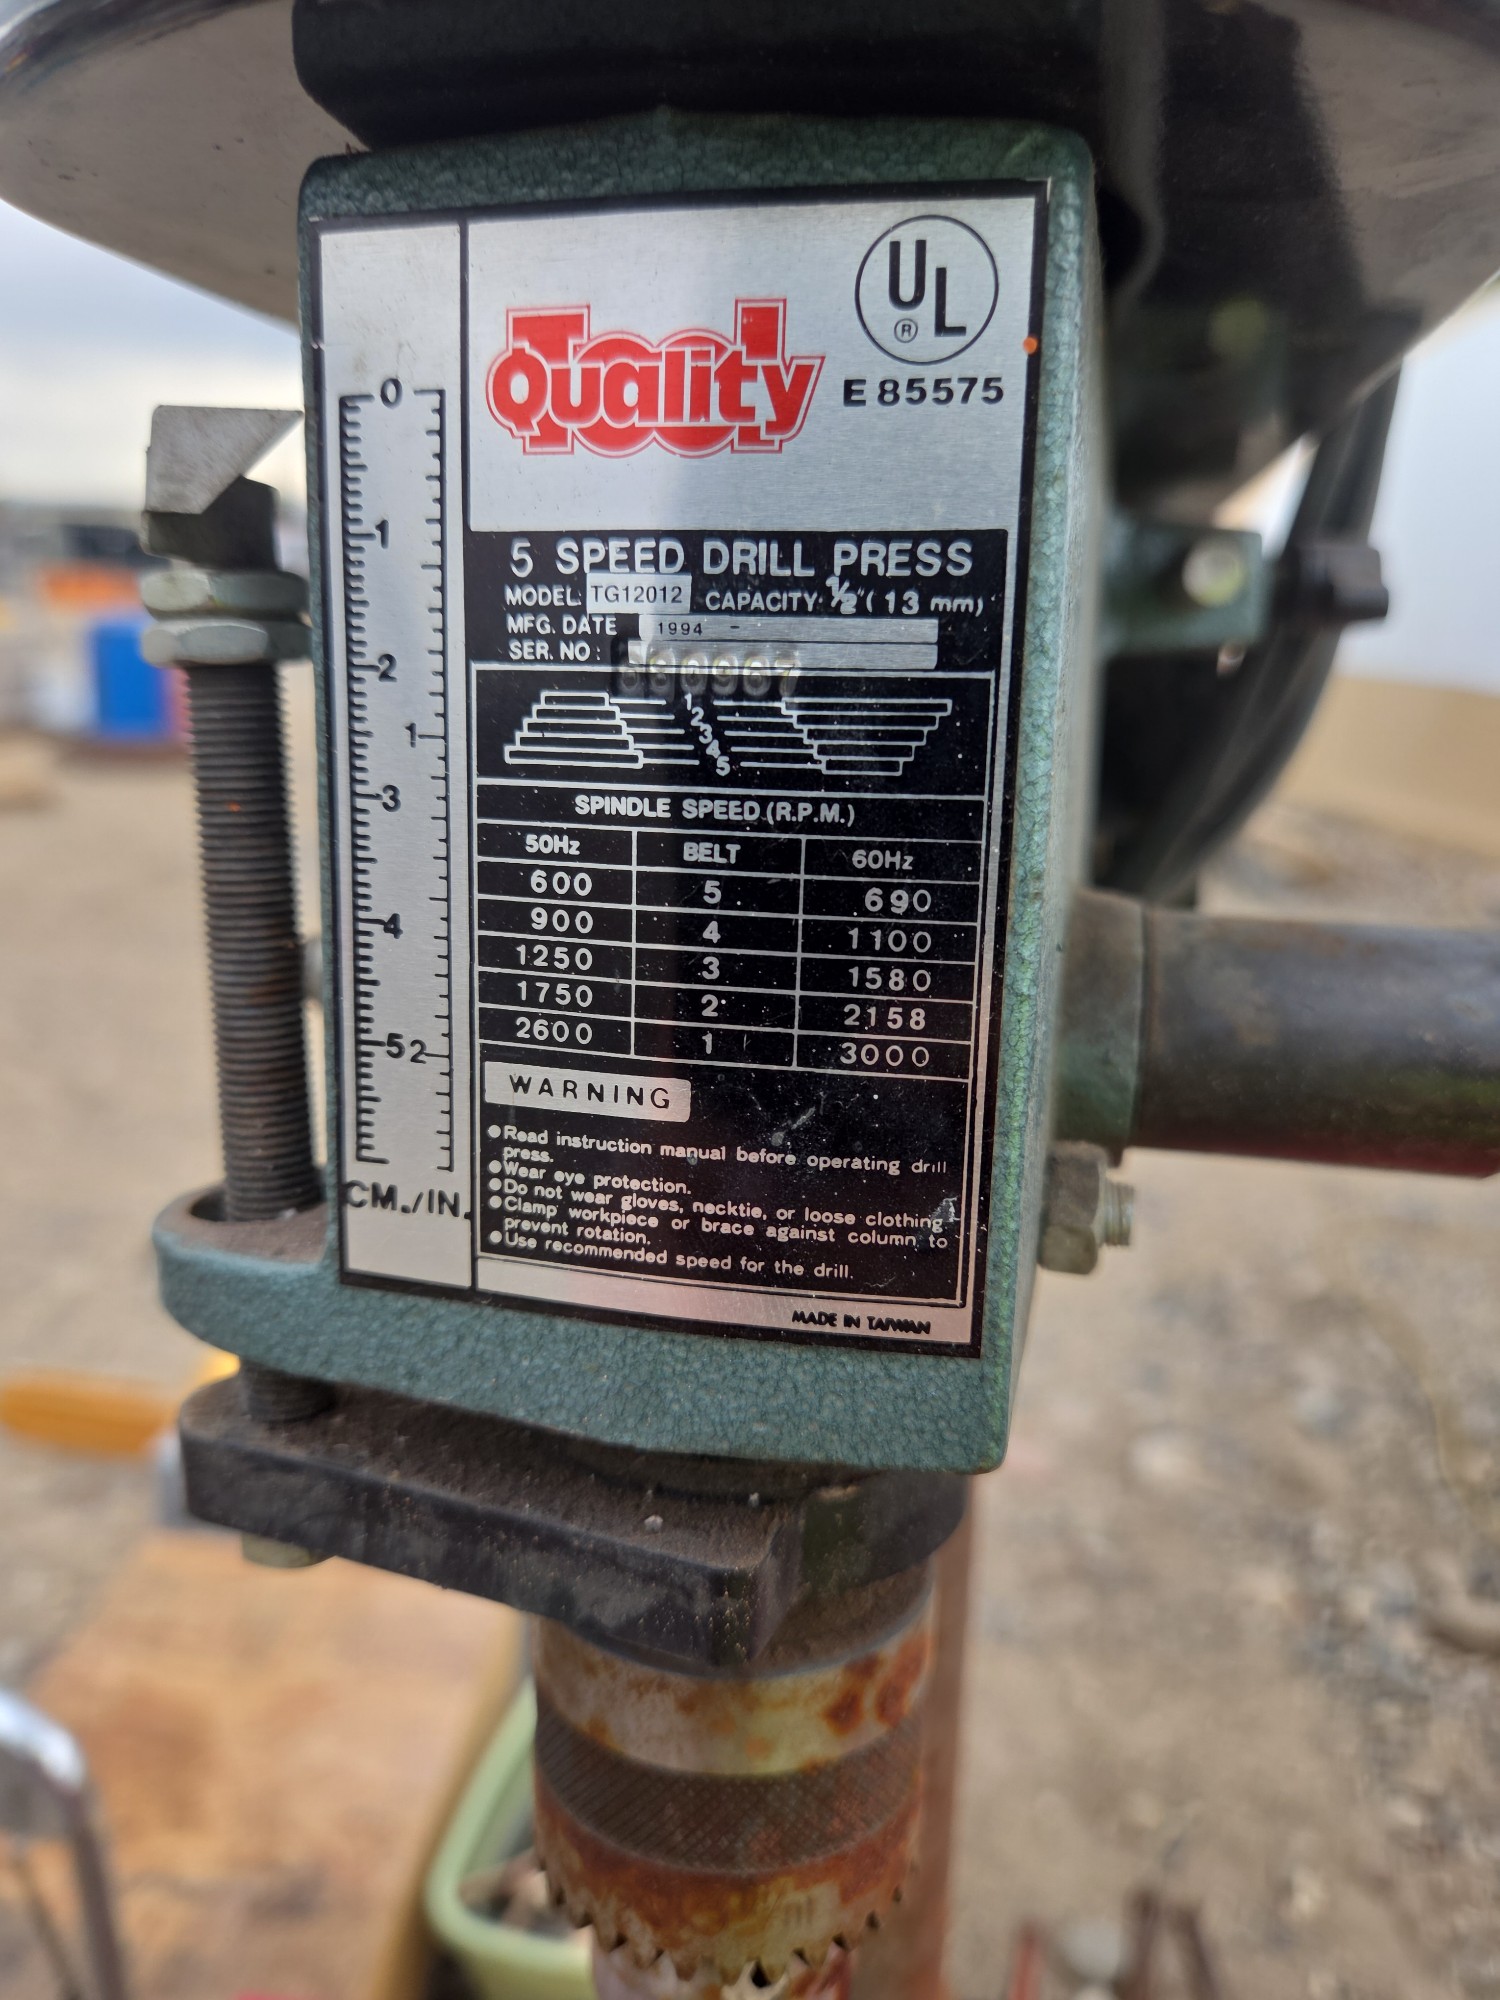 UL
®
E85575
Quality
Tool
5 SPEED DRILL PRESS
MODEL: TG12012 CAPACITY: 1/2" (13 mm)
MFG. DATE 1994 -
SER. NO:
1
2
3
4
5
SPINDLE SPEED (R.P.M.)
50Hz BELT 60Hz
600 5 690
900 4 1100
1250 3 1580
1750 2 2158
2600 1 3000
WARNING
●Read instruction manual before operating drill
press.
●Wear eye protection.
●Do not wear gloves, necktie, or loose clothing.
●Clamp workpiece or brace against column to
prevent rotation.
●Use recommended speed for the drill.
MADE IN TAIWAN
0
1
2
1
3
4
5 2
CM./IN.